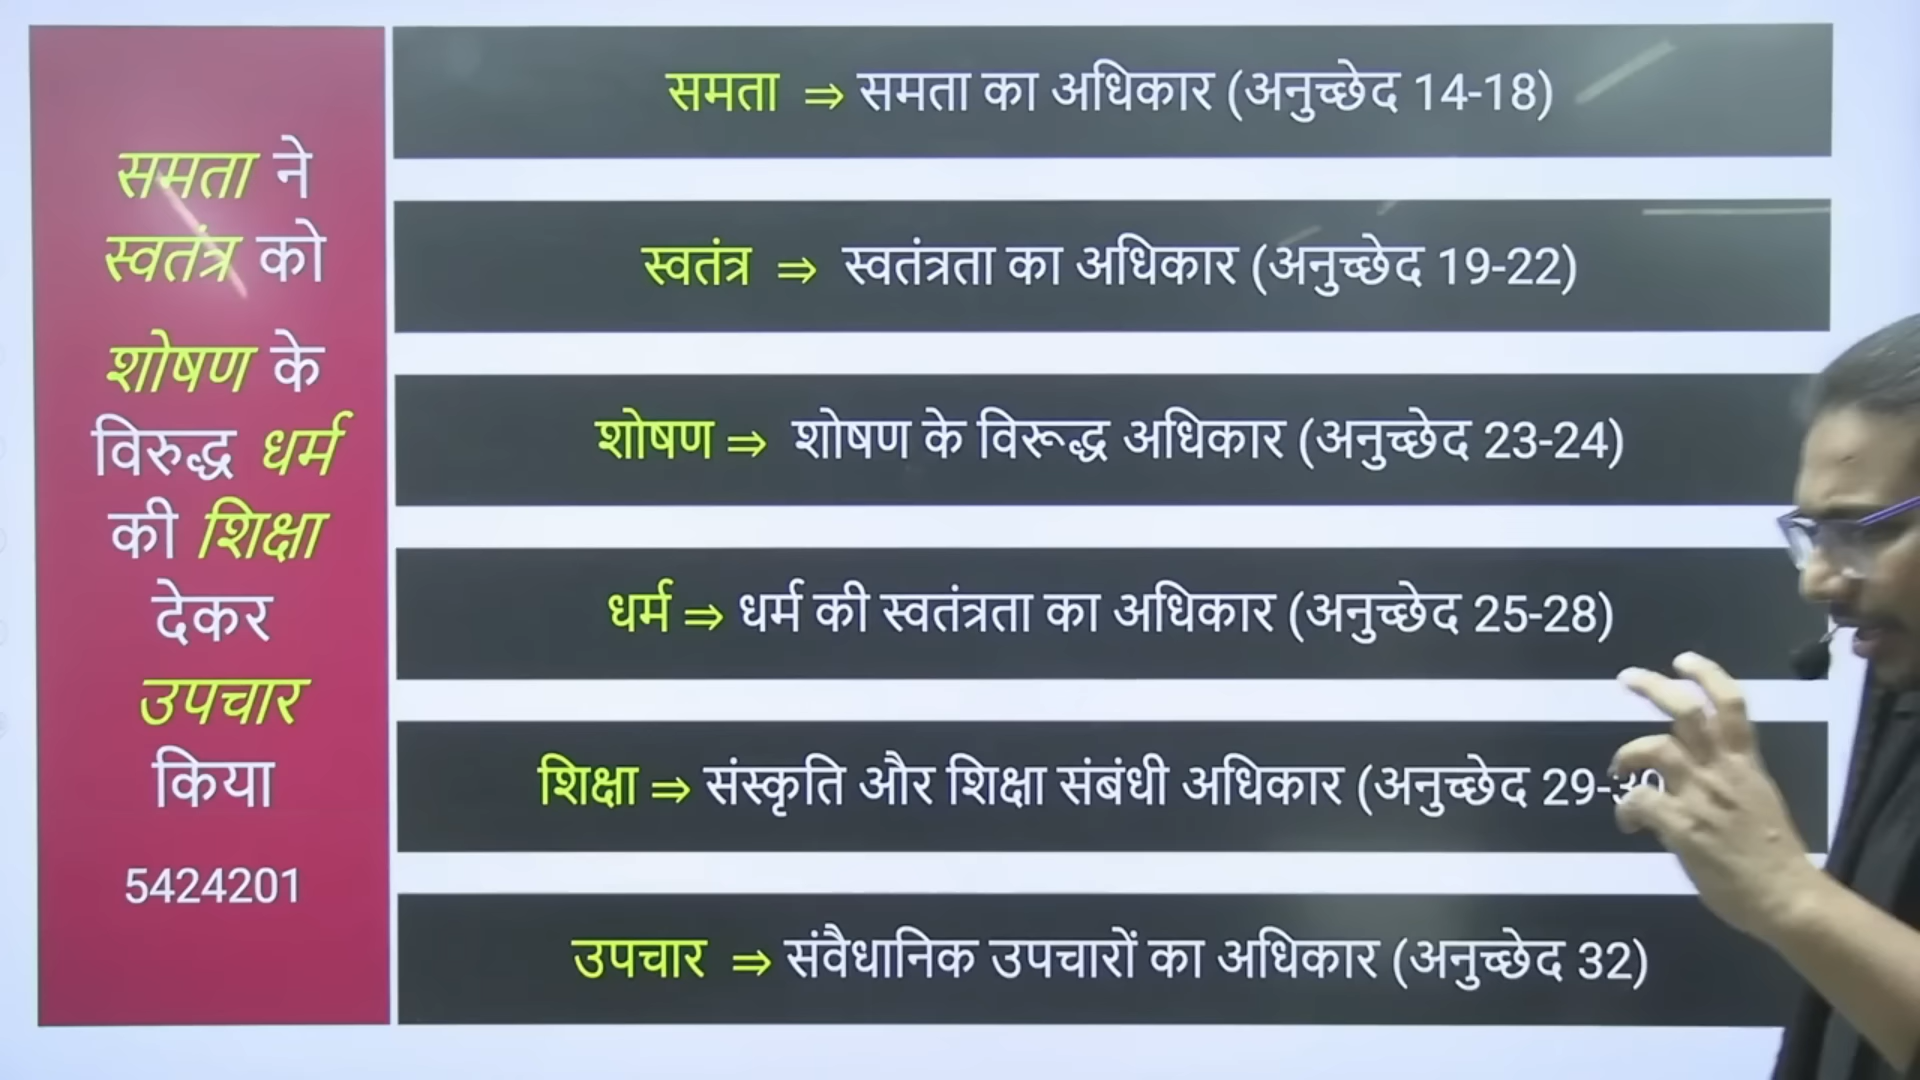 समता ने
स्वतंत्र को
शोषण के
विरुद्ध धर्म
की शिक्षा
देकर
उपचार
किया
5424201
समता ⇒ समता का अधिकार (अनुच्छेद 14-18)
स्वतंत्र ⇒ स्वतंत्रता का अधिकार (अनुच्छेद 19-22)
शोषण ⇒ शोषण के विरूद्ध अधिकार (अनुच्छेद 23-24)
धर्म ⇒ धर्म की स्वतंत्रता का अधिकार (अनुच्छेद 25-28)
शिक्षा ⇒ संस्कृति और शिक्षा संबंधी अधिकार (अनुच्छेद 29-30
उपचार ⇒ संवैधानिक उपचारों का अधिकार (अनुच्छेद 32)